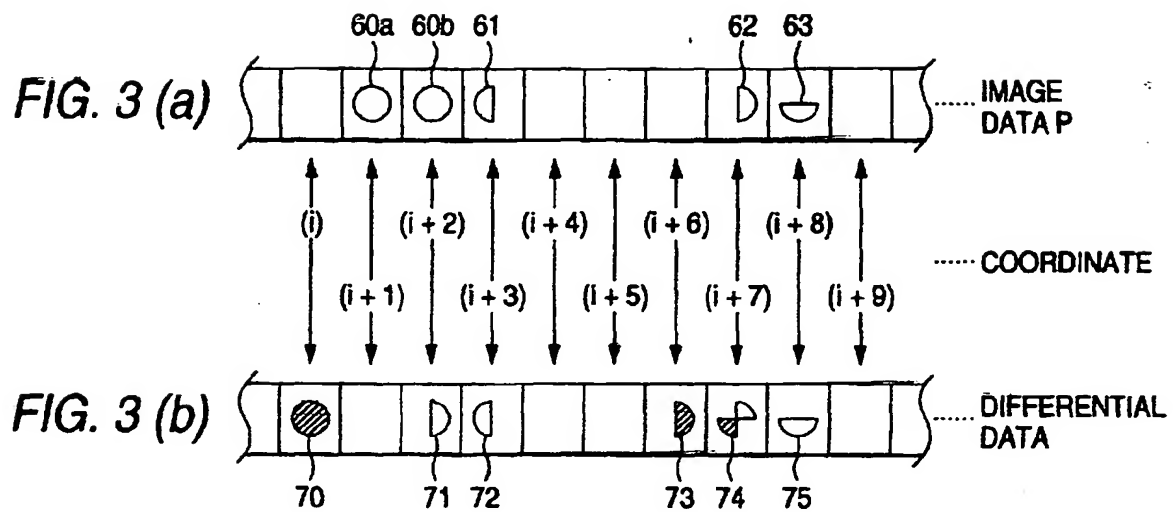 60a 60b 61 62 63
FIG. 3 (a)
IMAGE
DATA P
(i) (i + 2) (i + 4) (i + 6) (i + 8)
COORDINATE
(i + 1) (i + 3) (i + 5) (i + 7) (i + 9)
FIG. 3 (b)
DIFFERENTIAL
DATA
70 71 72 73 74 75